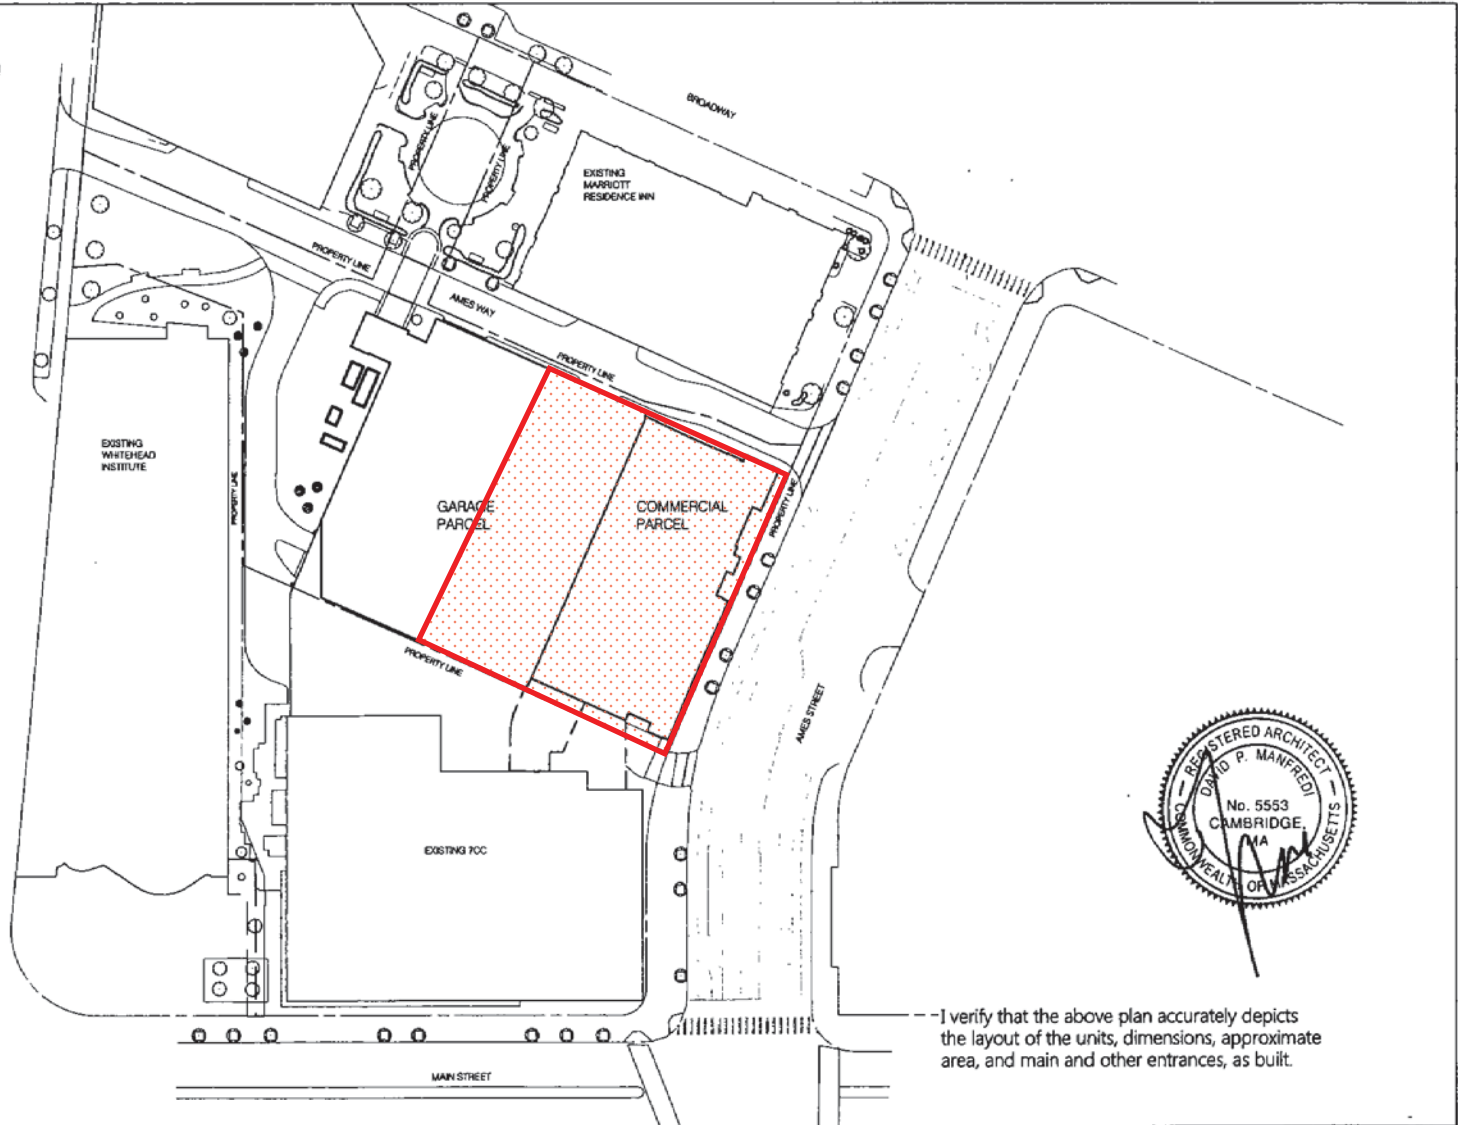 BROADWAY
PROPERTY LINE
PROPERTY LINE
EXISTING
MARRIOTT
RESIDENCE INN
PROPERTY LINE
AMES WAY
PROPERTY LINE
EXISTING
WHITEHEAD
INSTITUTE
PROPERTY LINE
GARAGE
PARCEL
COMMERCIAL
PARCEL
PROPERTY LINE
PROPERTY LINE
AMES STREET
EXISTING 7CC
MAIN STREET
REGISTERED ARCHITECT
DAVID P. MANFREDI
No. 5553
CAMBRIDGE,
MA
COMMONWEALTH OF MASSACHUSETTS
I verify that the above plan accurately depicts
the layout of the units, dimensions, approximate
area, and main and other entrances, as built.